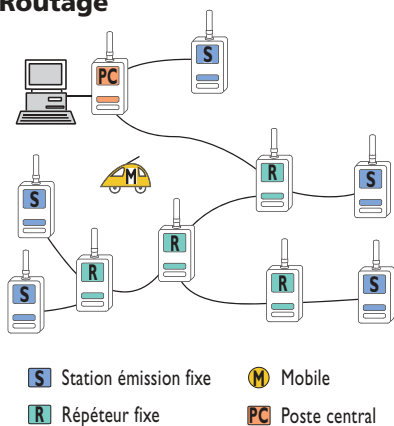 Routage
S
PC
M
R
S
S
R
R
S
R
S
S Station émission fixe
M Mobile
R Répéteur fixe
PC Poste central